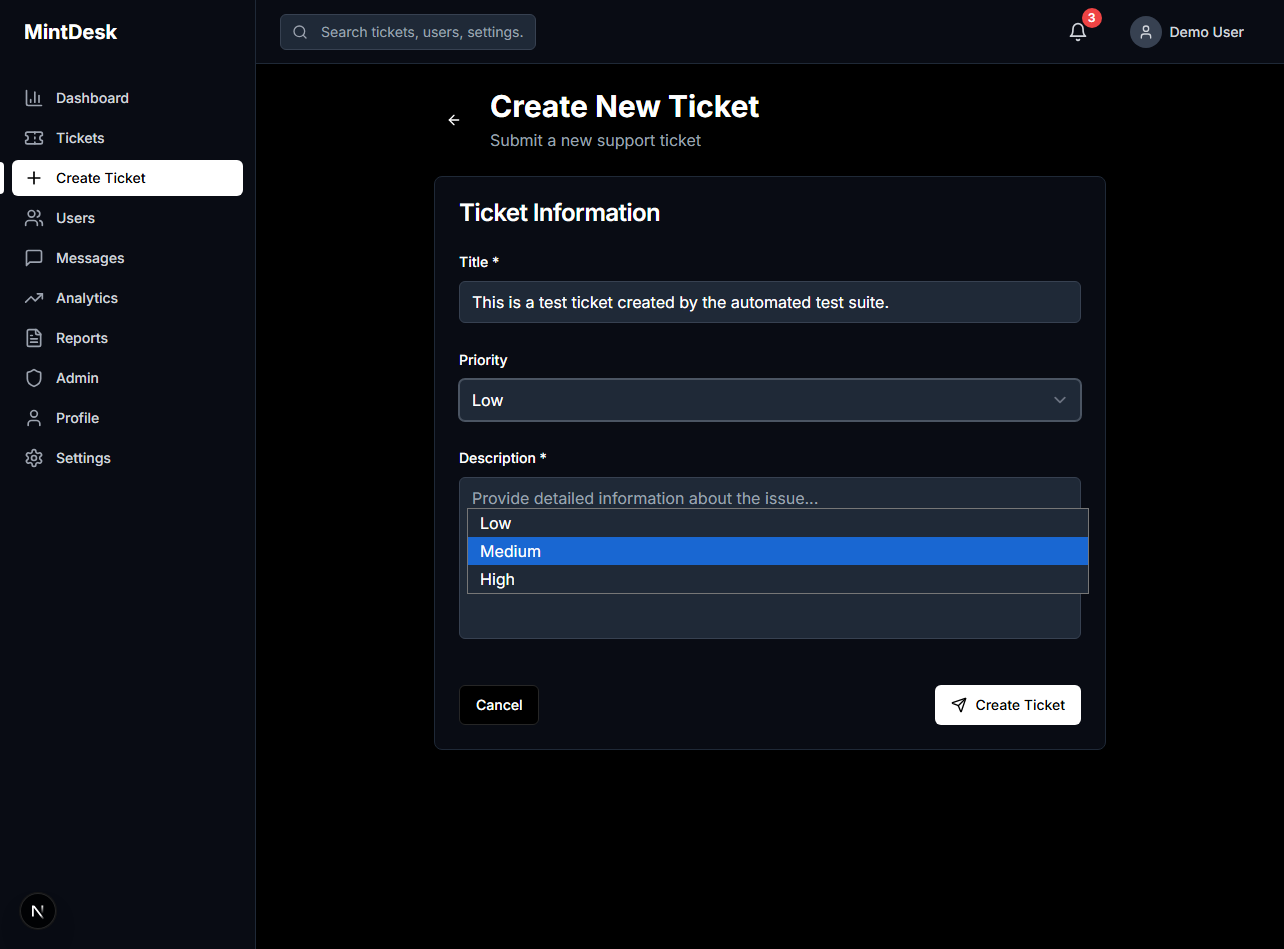 MintDesk
Search tickets, users, settings.
3
Demo User
Dashboard
Tickets
Create Ticket
Users
Messages
Analytics
Reports
Admin
Profile
Settings
N
Create New Ticket
Submit a new support ticket
Ticket Information
Title *
This is a test ticket created by the automated test suite.
Priority
Low
Description *
Provide detailed information about the issue...
Low
Medium
High
Cancel
Create Ticket